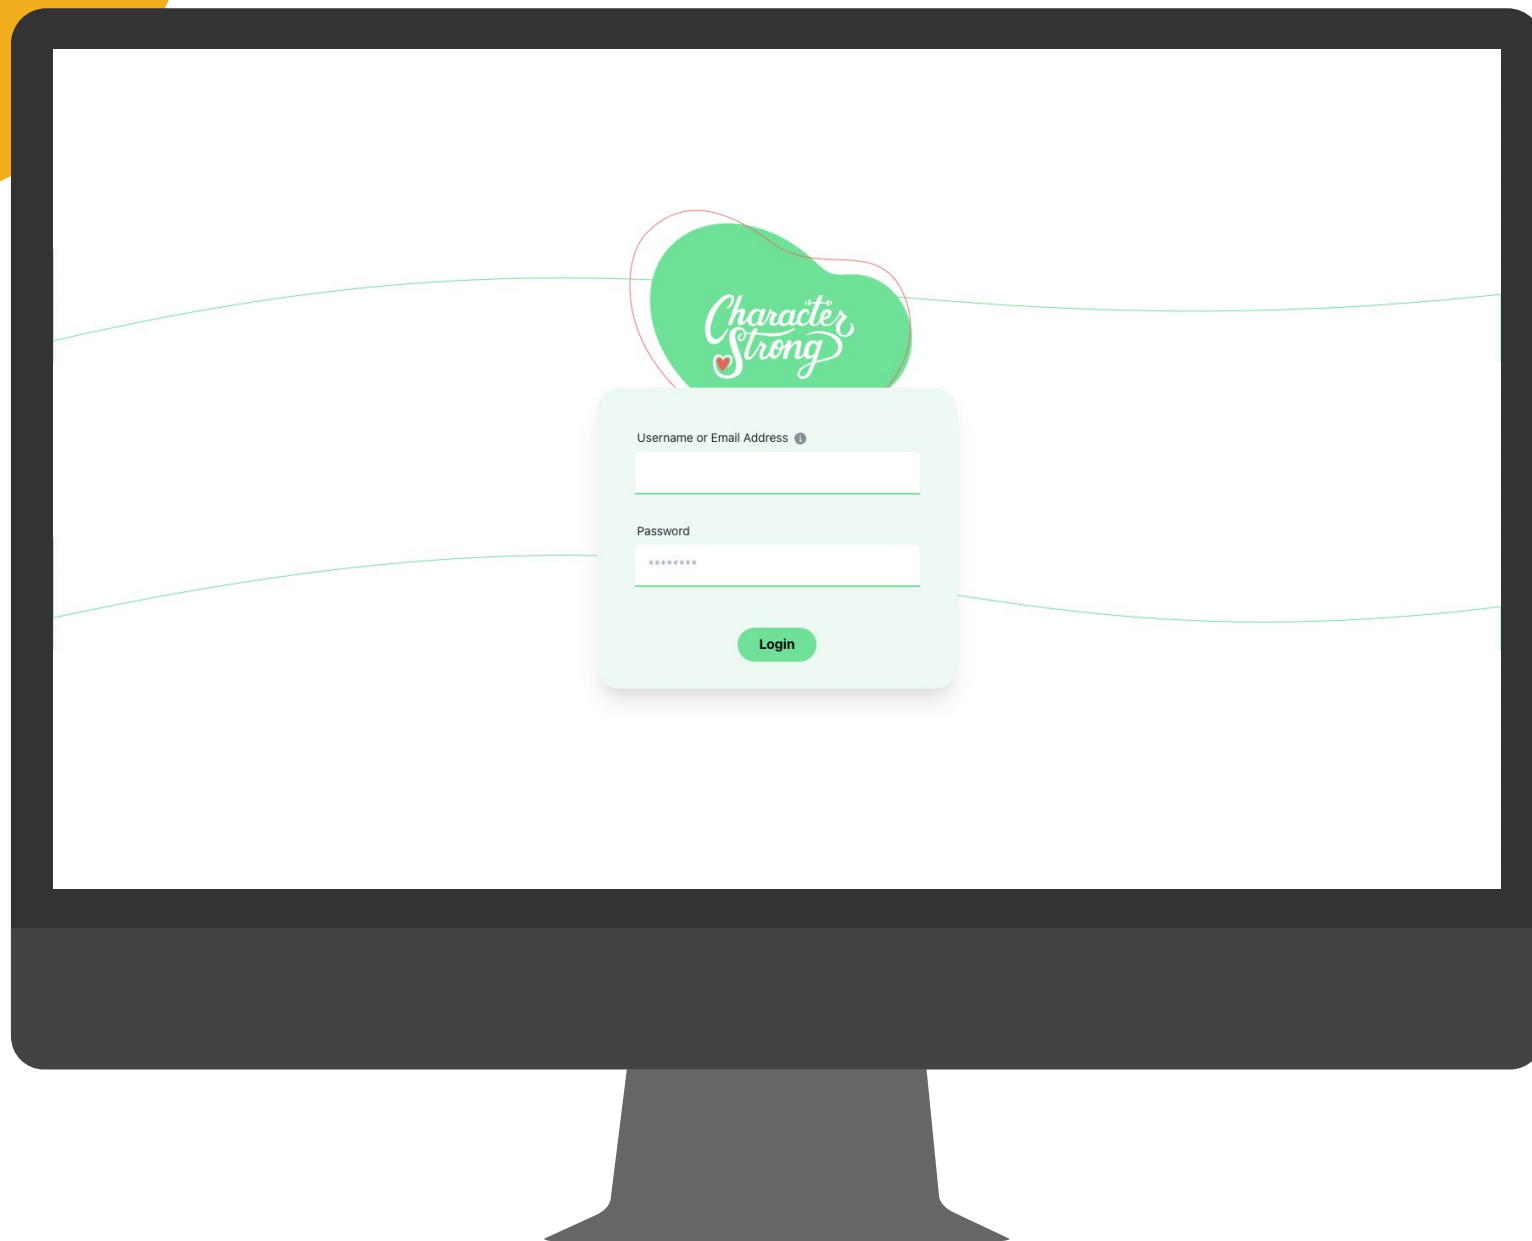 Character
Strong
Username or Email Address
Password
********
Login